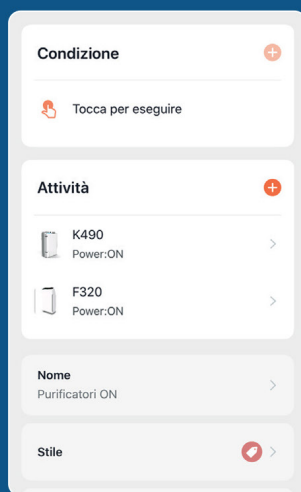 Condizione
Tocca per eseguire
Attività
K490
Power:ON
F320
Power:ON
Nome
Purificatori ON
Stile